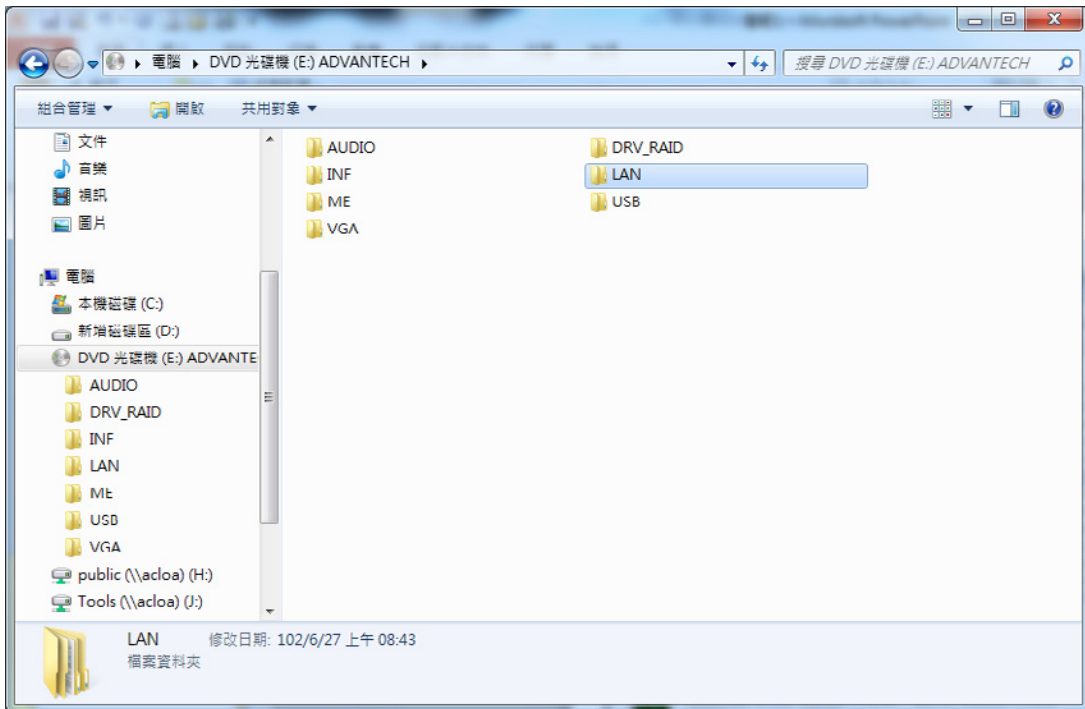 電腦 ▸ DVD 光碟機 (E:) ADVANTECH ▸
搜尋 DVD 光碟機 (E:) ADVANTECH
組合管理 ▼ 開啟 共用對象 ▼
文件
音樂
視訊
圖片
電腦
本機磁碟 (C:)
新增磁碟區 (D:)
DVD 光碟機 (E:) ADVANTE
AUDIO
DRV_RAID
INF
LAN
ME
USB
VGA
public (\\acloa) (H:)
Tools (\\acloa) (J:)
AUDIO DRV_RAID
INF LAN
ME USB
VGA
LAN 修改日期: 102/6/27 上午 08:43
檔案資料夾